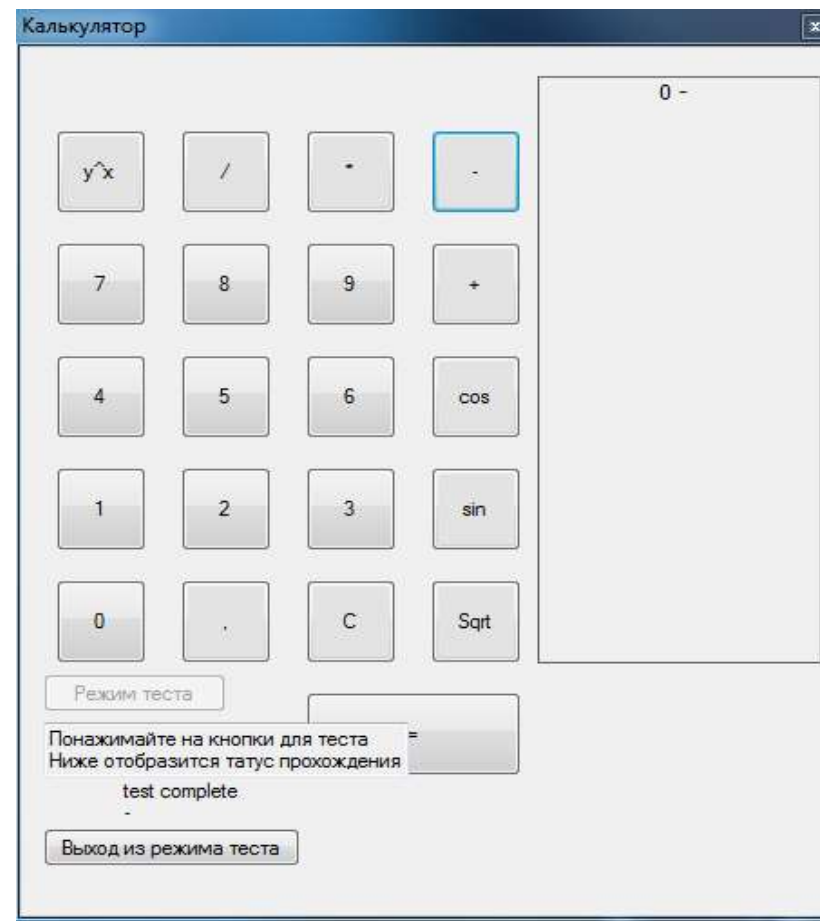 Калькулятор
x
0 -
y^x / * -
7 8 9 +
4 5 6 cos
1 2 3 sin
0 , C Sqrt
Режим теста
=
Понажимайте на кнопки для теста
Ниже отобразится татус прохождения
test complete
-
Выход из режима теста